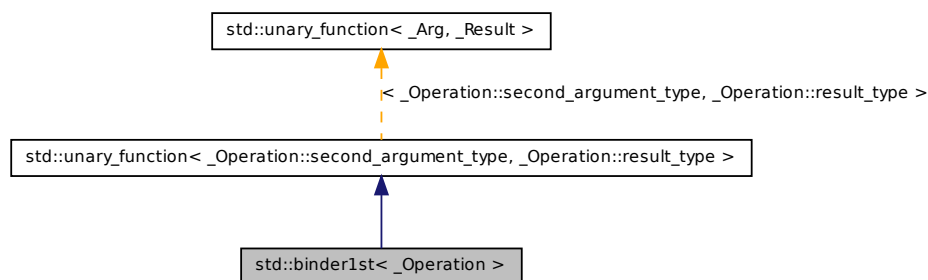 std::unary_function< _Arg, _Result >
< _Operation::second_argument_type, _Operation::result_type >
std::unary_function< _Operation::second_argument_type, _Operation::result_type >
std::binder1st< _Operation >